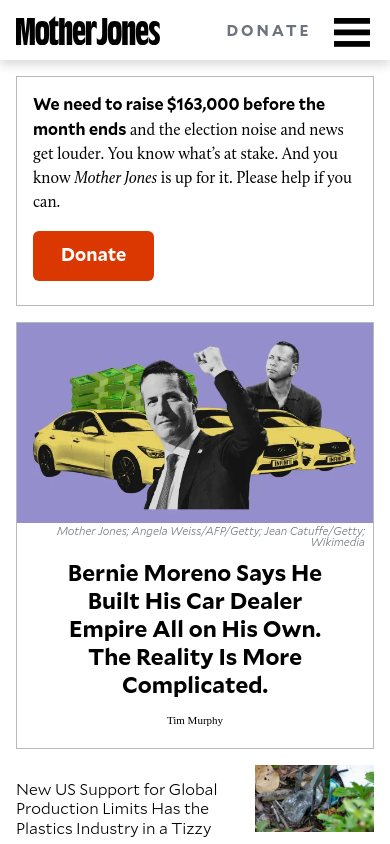 Mother Jones
DONATE
We need to raise $163,000 before the
month ends and the election noise and news
get louder. You know what’s at stake. And you
know Mother Jones is up for it. Please help if you
can.
Donate
Mother Jones; Angela Weiss/AFP/Getty; Jean Catuffe/Getty;
Wikimedia
Bernie Moreno Says He
Built His Car Dealer
Empire All on His Own.
The Reality Is More
Complicated.
Tim Murphy
New US Support for Global
Production Limits Has the
Plastics Industry in a Tizzy